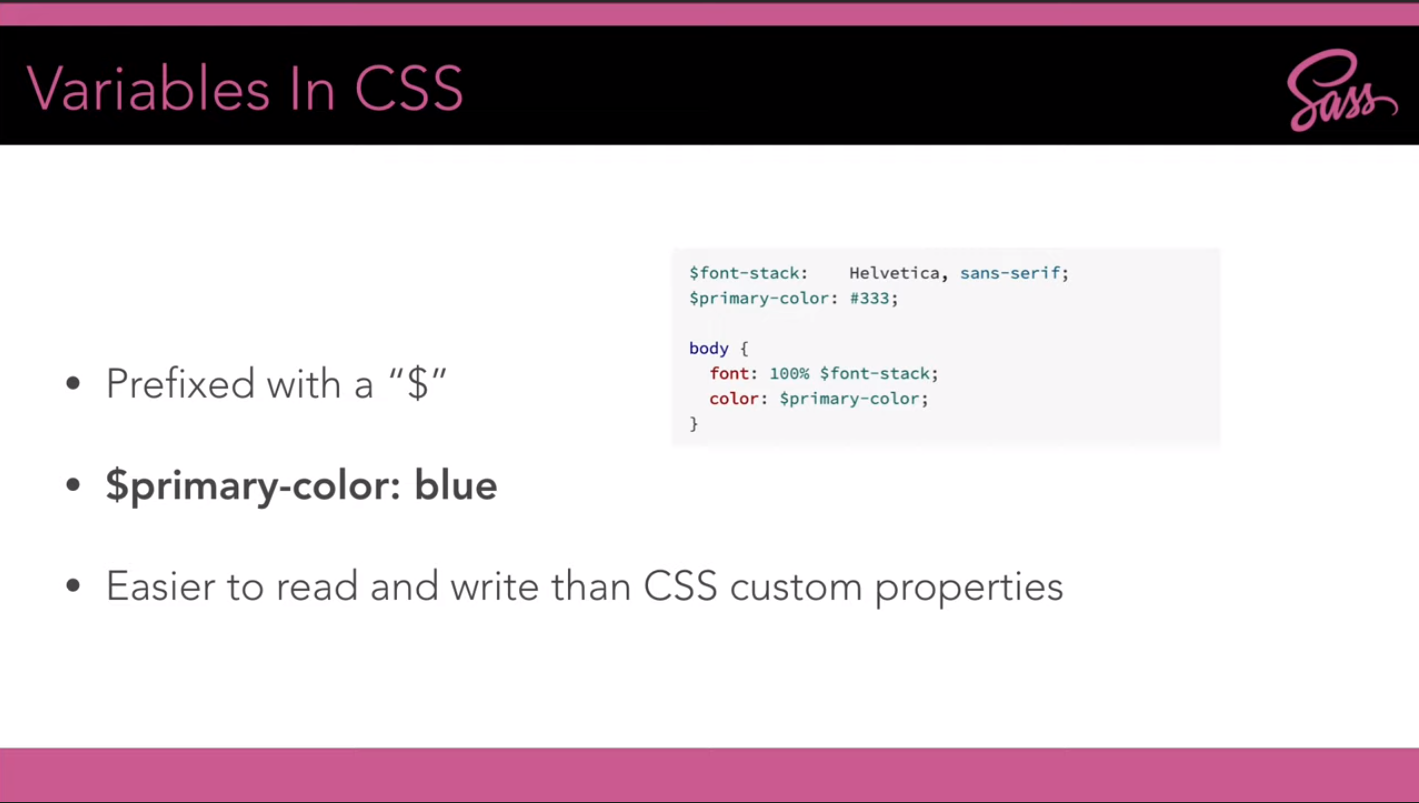 Variables In CSS
Sass
$font-stack:    Helvetica, sans-serif;
$primary-color: #333;
body {
  font: 100% $font-stack;
  color: $primary-color;
}
• Prefixed with a “$”
• $primary-color: blue
• Easier to read and write than CSS custom properties